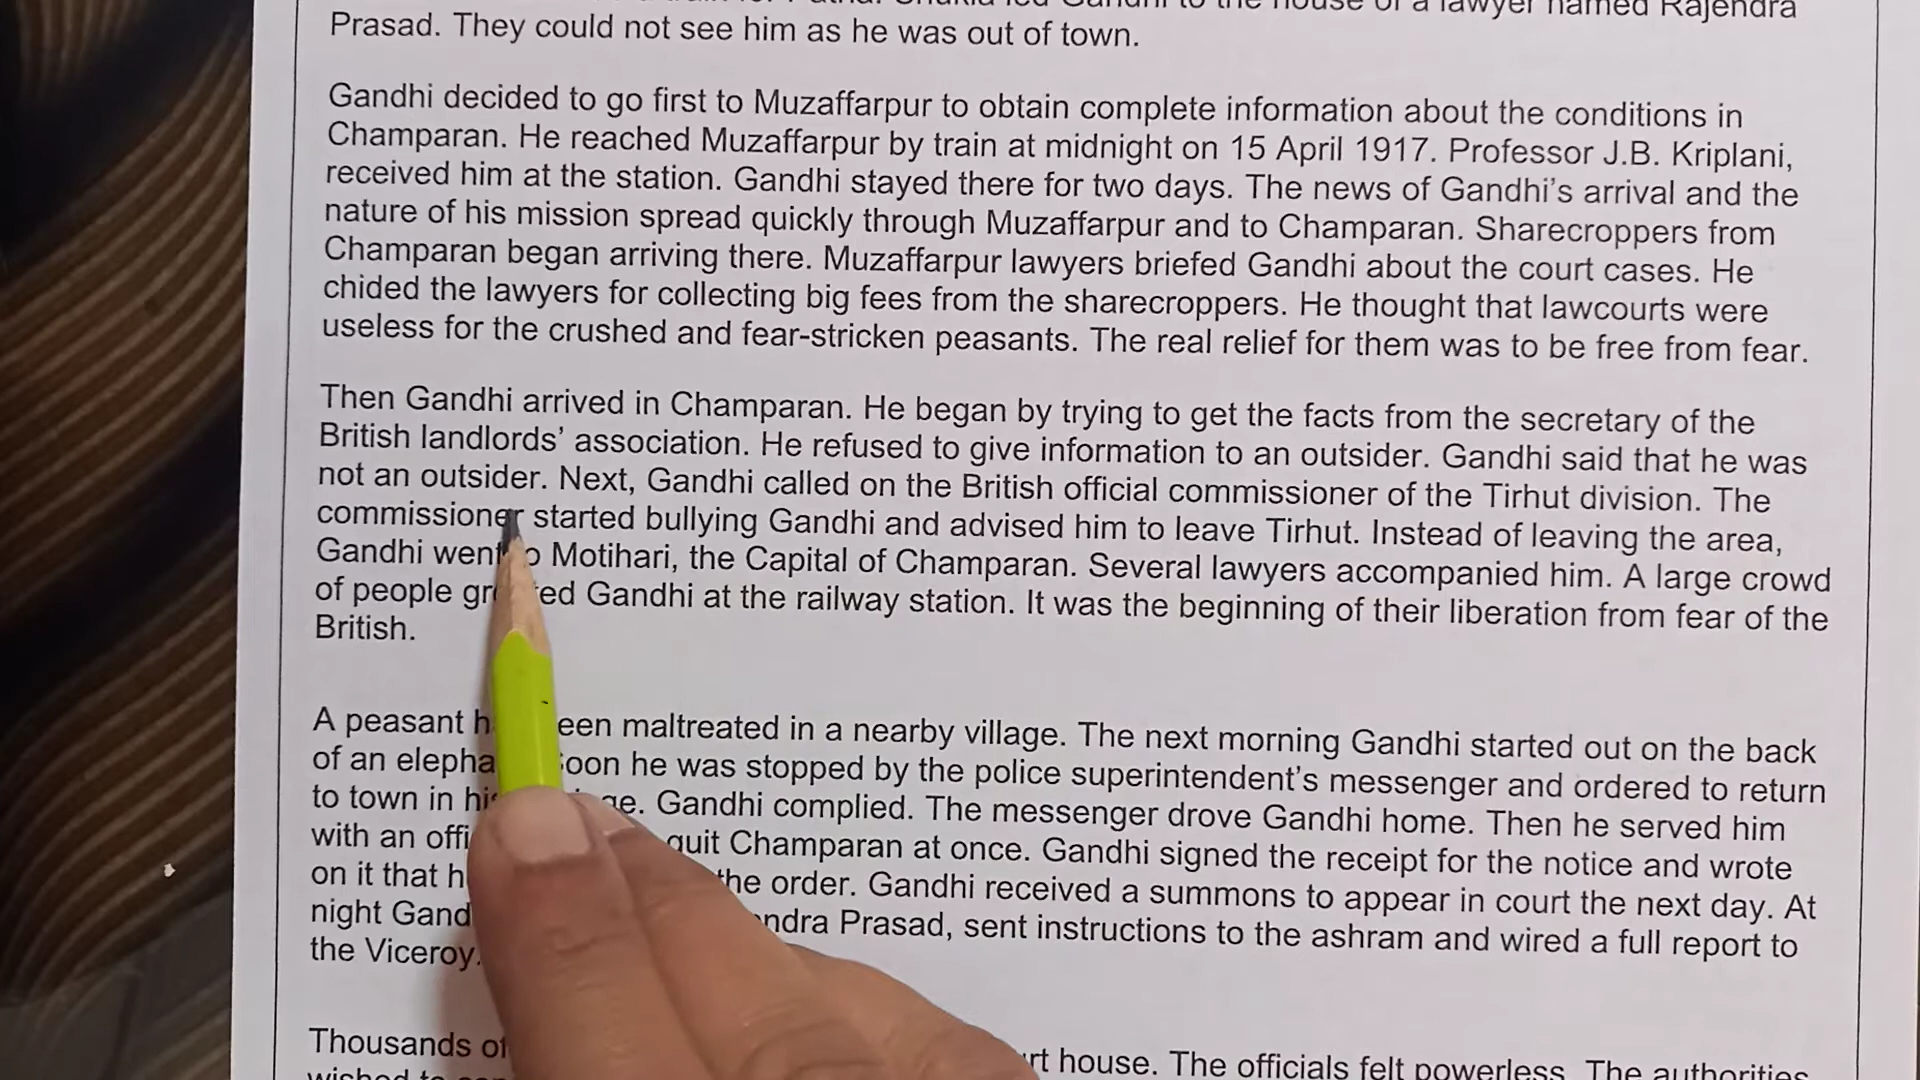 to the house of a lawyer named Rajendra
Prasad. They could not see him as he was out of town.
Gandhi decided to go first to Muzaffarpur to obtain complete information about the conditions in
Champaran. He reached Muzaffarpur by train at midnight on 15 April 1917. Professor J.B. Kriplani,
received him at the station. Gandhi stayed there for two days. The news of Gandhi’s arrival and the
nature of his mission spread quickly through Muzaffarpur and to Champaran. Sharecroppers from
Champaran began arriving there. Muzaffarpur lawyers briefed Gandhi about the court cases. He
chided the lawyers for collecting big fees from the sharecroppers. He thought that lawcourts were
useless for the crushed and fear-stricken peasants. The real relief for them was to be free from fear.
Then Gandhi arrived in Champaran. He began by trying to get the facts from the secretary of the
British landlords’ association. He refused to give information to an outsider. Gandhi said that he was
not an outsider. Next, Gandhi called on the British official commissioner of the Tirhut division. The
commissioner started bullying Gandhi and advised him to leave Tirhut. Instead of leaving the area,
Gandhi went Motihari, the Capital of Champaran. Several lawyers accompanied him. A large crowd
of people Gandhi at the railway station. It was the beginning of their liberation from fear of the
British.
A peasant maltreated in a nearby village. The next morning Gandhi started out on the back
of an he was stopped by the police superintendent’s messenger and ordered to return
to town in Gandhi complied. The messenger drove Gandhi home. Then he served him
with an quit Champaran at once. Gandhi signed the receipt for the notice and wrote
on it that the order. Gandhi received a summons to appear in court the next day. At
night Prasad, sent instructions to the ashram and wired a full report to
the Viceroy.
Thousands of house. The officials felt powerless. The authorities